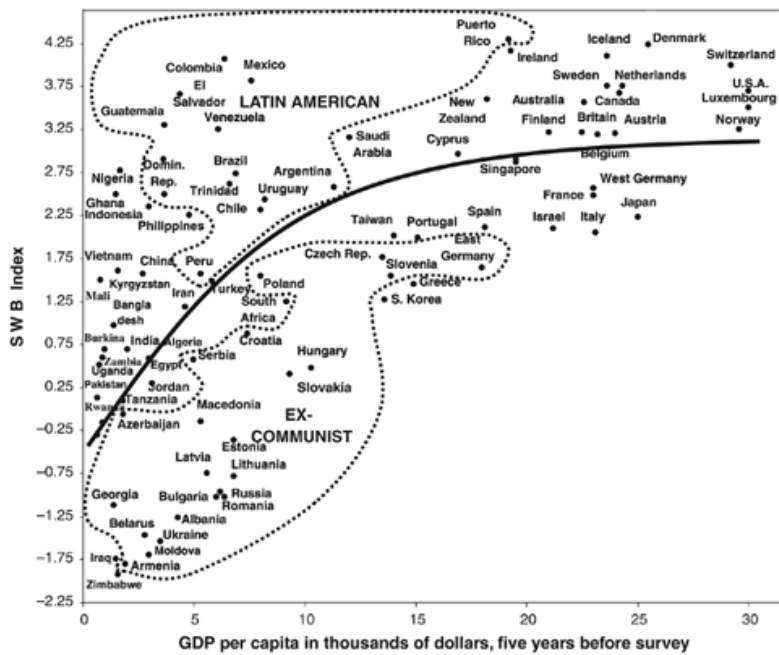 Puerto
Rico
Iceland
Denmark
4.25
Ireland
Switzerland
Colombia
Mexico
Sweden
Netherlands
3.75
El
Salvador
U.S.A.
LATIN AMERICAN
New
Zealand
Australia
Canada
Luxembourg
Guatemala
Venezuela
Finland
Britain
Austria
Norway
3.25
Saudi
Arabia
Cyprus
Belgium
Domin.
Rep.
Brazil
Singapore
2.75
Nigeria
Argentina
West Germany
Trinidad
Uruguay
France
Ghana
Indonesia
Chile
Japan
2.25
Philippines
Taiwan
Portugal
Spain
Israel
Italy
1.75
Vietnam
China
Peru
Czech Rep.
East
Germany
Kyrgyzstan
Slovenia
Mali
Iran
Turkey
Poland
Greece
1.25
Bangla
desh
South
Africa
S. Korea
0.75
Burkina
India
Algeria
Croatia
Zambia
Egypt
Serbia
Hungary
Uganda
0.25
Pakistan
Jordan
Slovakia
Rwanda
Tanzania
Macedonia
−0.25
Azerbaijan
EX-
COMMUNIST
Estonia
−0.75
Latvia
Lithuania
Georgia
Bulgaria
Russia
Romania
−1.25
Belarus
Albania
Ukraine
−1.75
Iraq
Moldova
Armenia
Zimbabwe
−2.25
0 5 10 15 20 25 30
GDP per capita in thousands of dollars, five years before survey
S W B Index